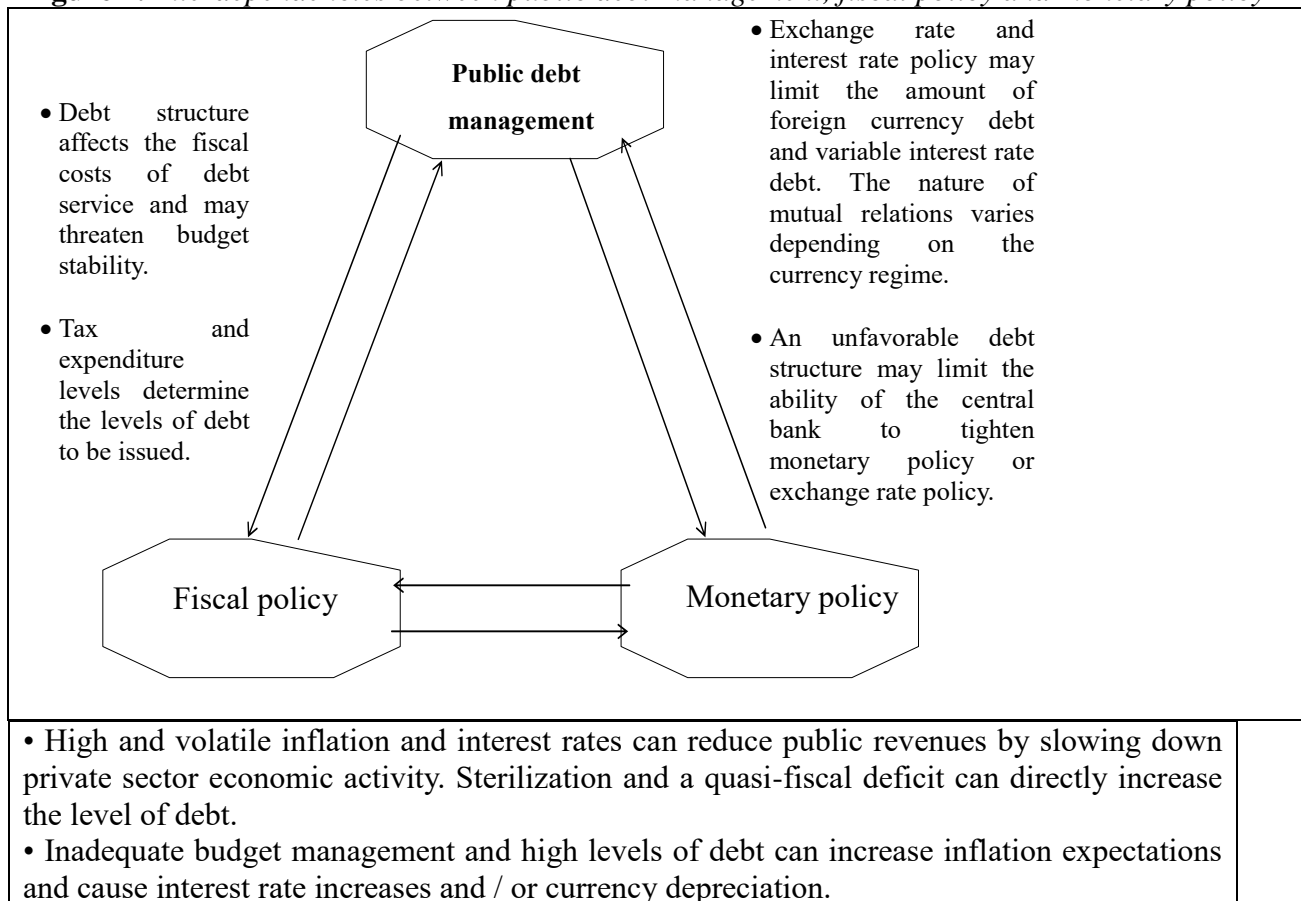 Public debt
management
• Debt structure
affects the fiscal
costs of debt
service and may
threaten budget
stability.
• Tax and
expenditure
levels determine
the levels of debt
to be issued.
• Exchange rate and
interest rate policy may
limit the amount of
foreign currency debt
and variable interest rate
debt. The nature of
mutual relations varies
depending on the
currency regime.
• An unfavorable debt
structure may limit the
ability of the central
bank to tighten
monetary policy or
exchange rate policy.
Fiscal policy
Monetary policy
• High and volatile inflation and interest rates can reduce public revenues by slowing down
private sector economic activity. Sterilization and a quasi-fiscal deficit can directly increase
the level of debt.
• Inadequate budget management and high levels of debt can increase inflation expectations
and cause interest rate increases and / or currency depreciation.